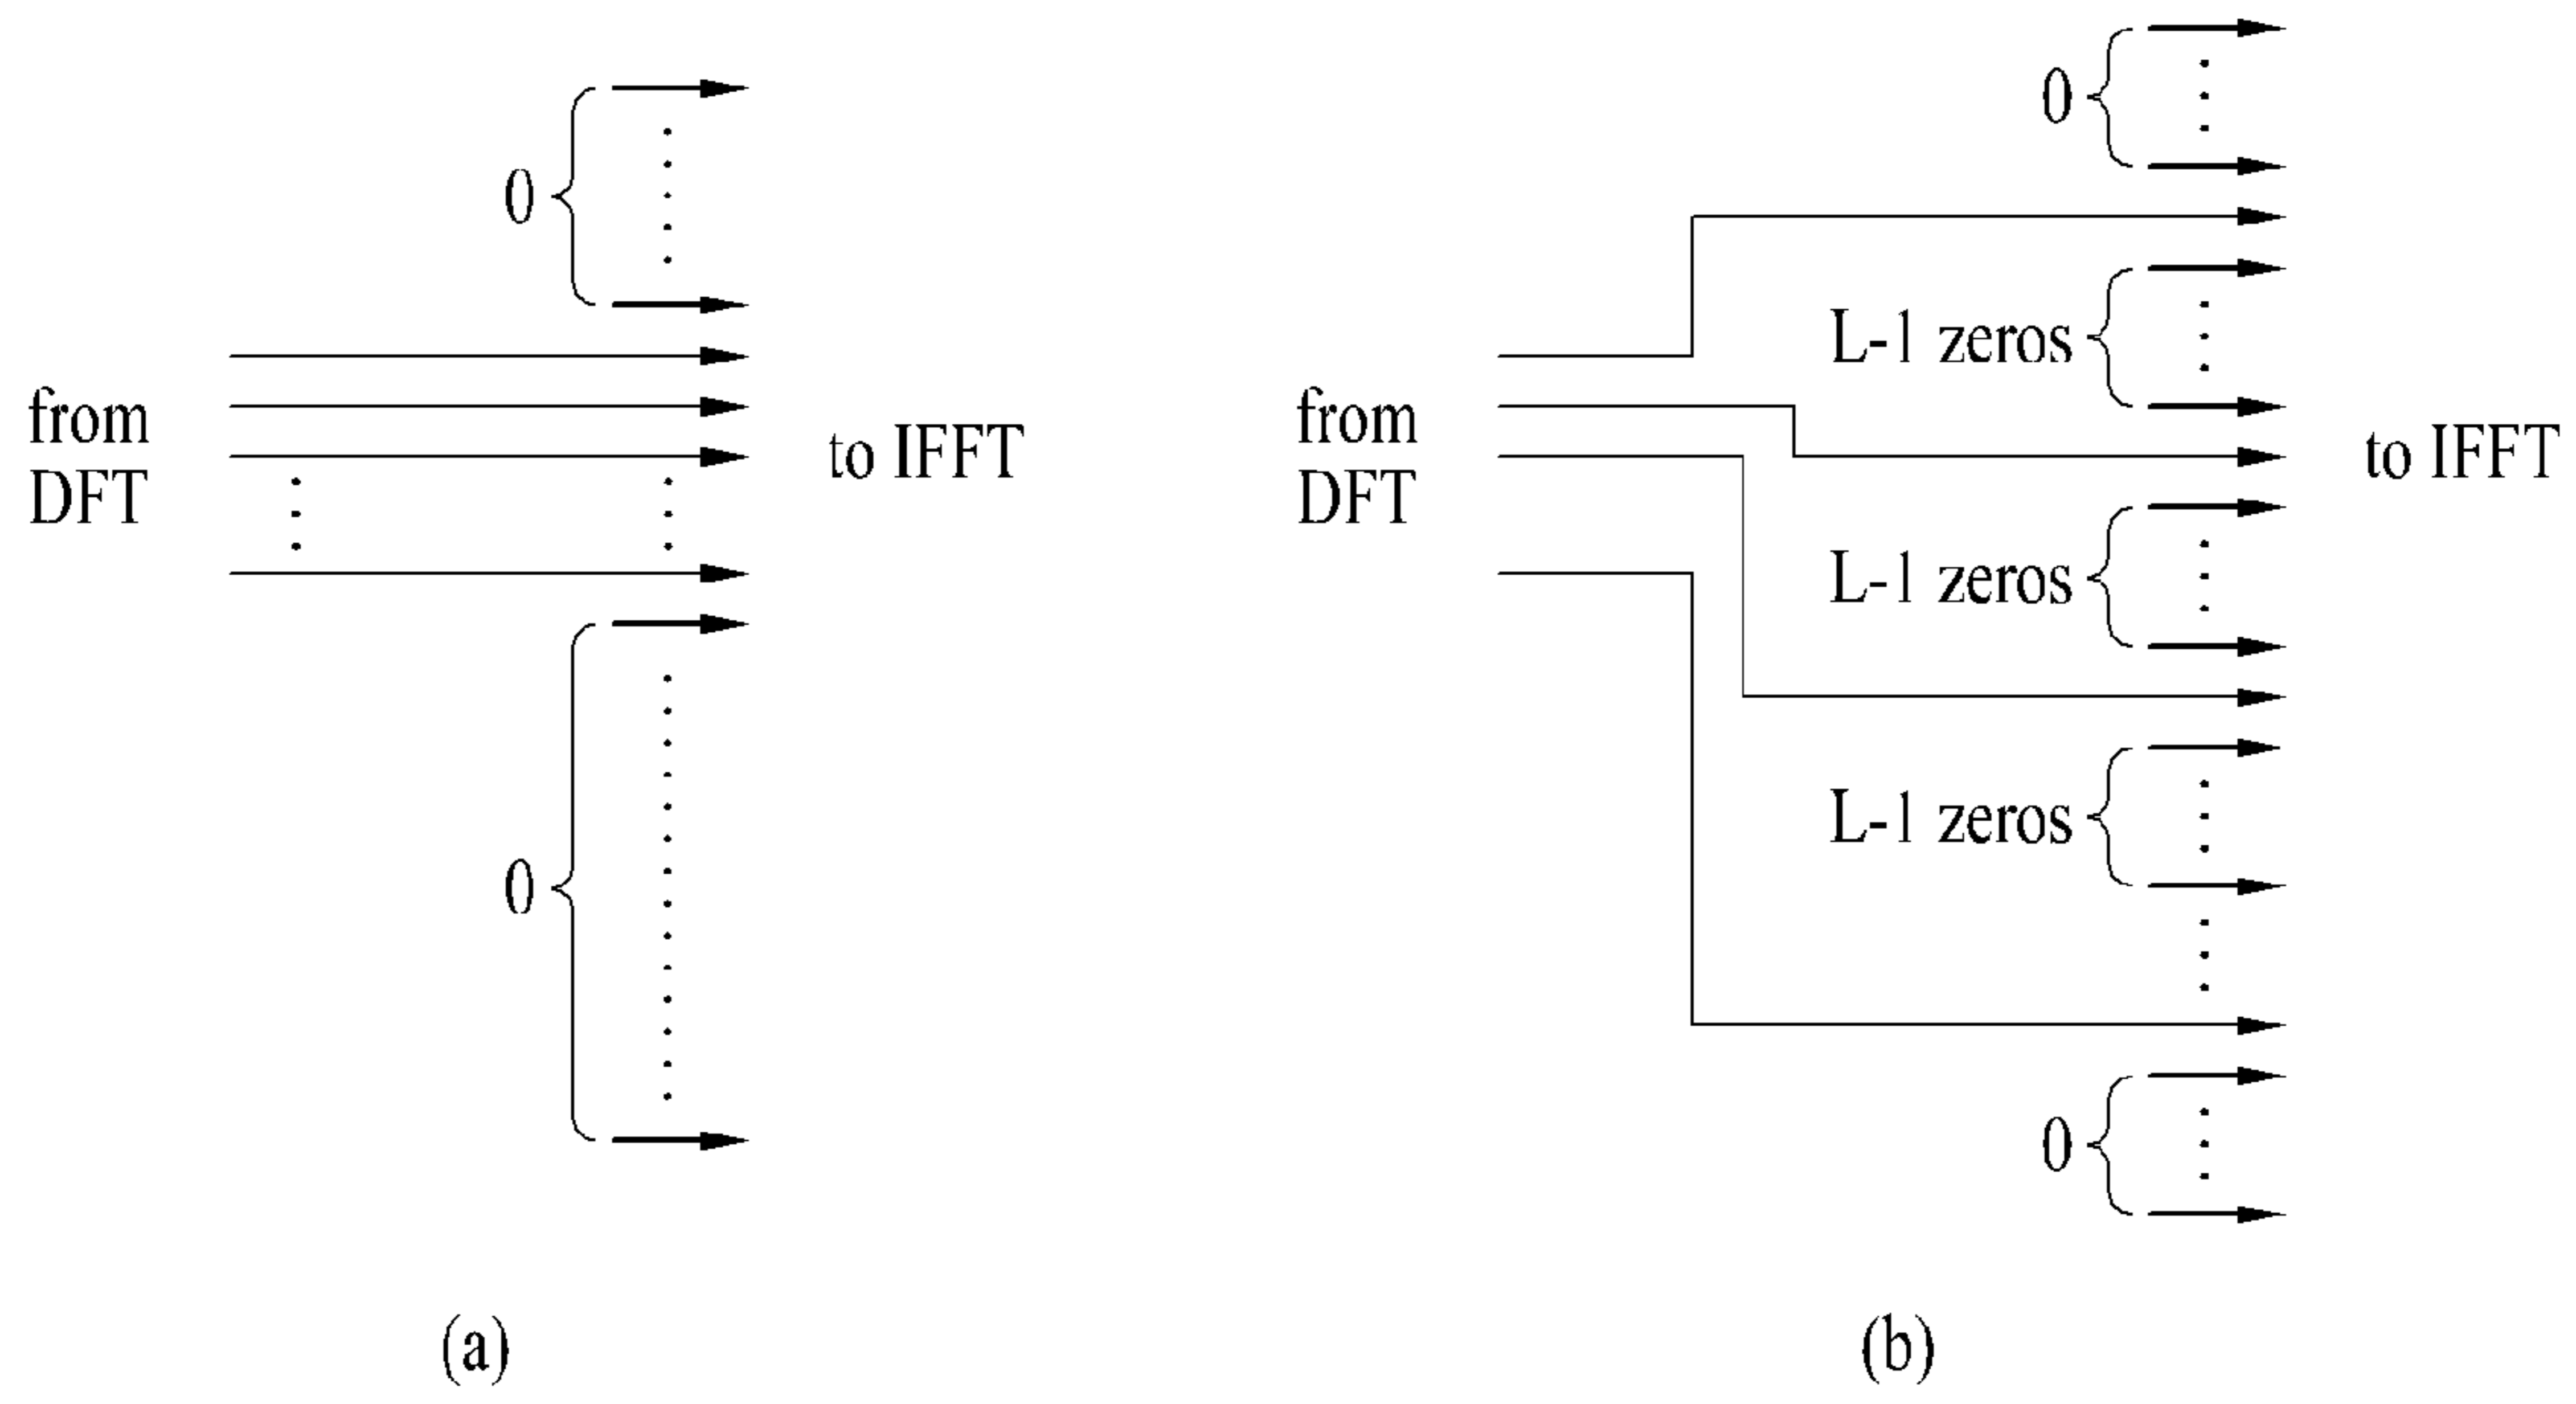 0
from
DFT
to IFFT
0
(a)
0
L-1 zeros
from
DFT
to IFFT
L-1 zeros
L-1 zeros
0
(b)